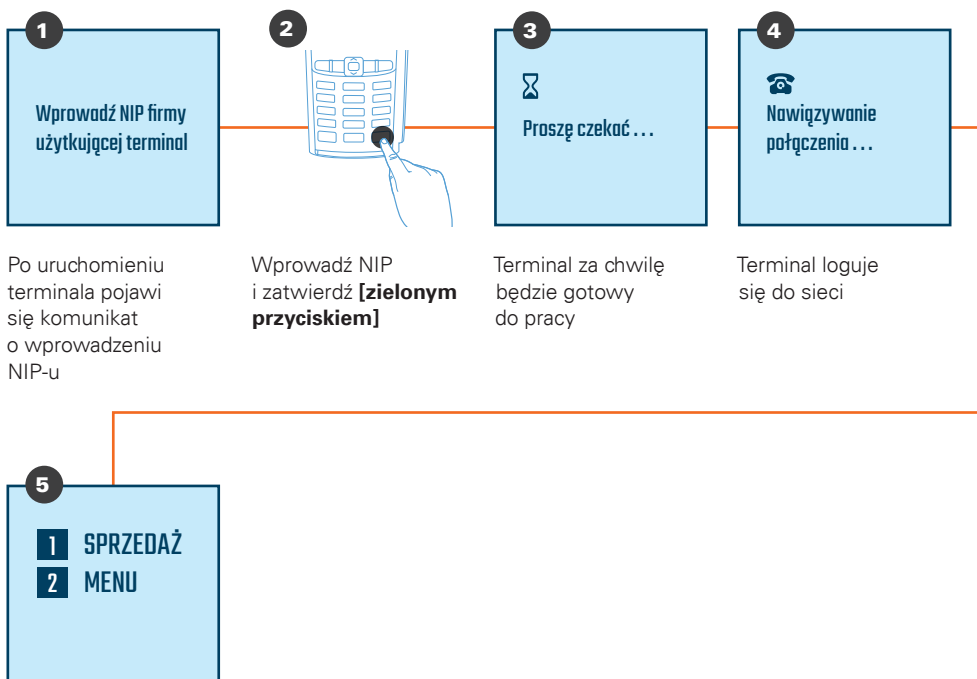 1
Wprowadź NIP firmy
użytkującej terminal
Po uruchomieniu
terminala pojawi
się komunikat
o wprowadzeniu
NIP-u
2
Wprowadź NIP
i zatwierdź [zielonym
przyciskiem]
3
Proszę czekać ...
Terminal za chwilę
będzie gotowy
do pracy
4
Nawiązywanie
połączenia ...
Terminal loguje
się do sieci
5
1 SPRZEDAŻ
2 MENU